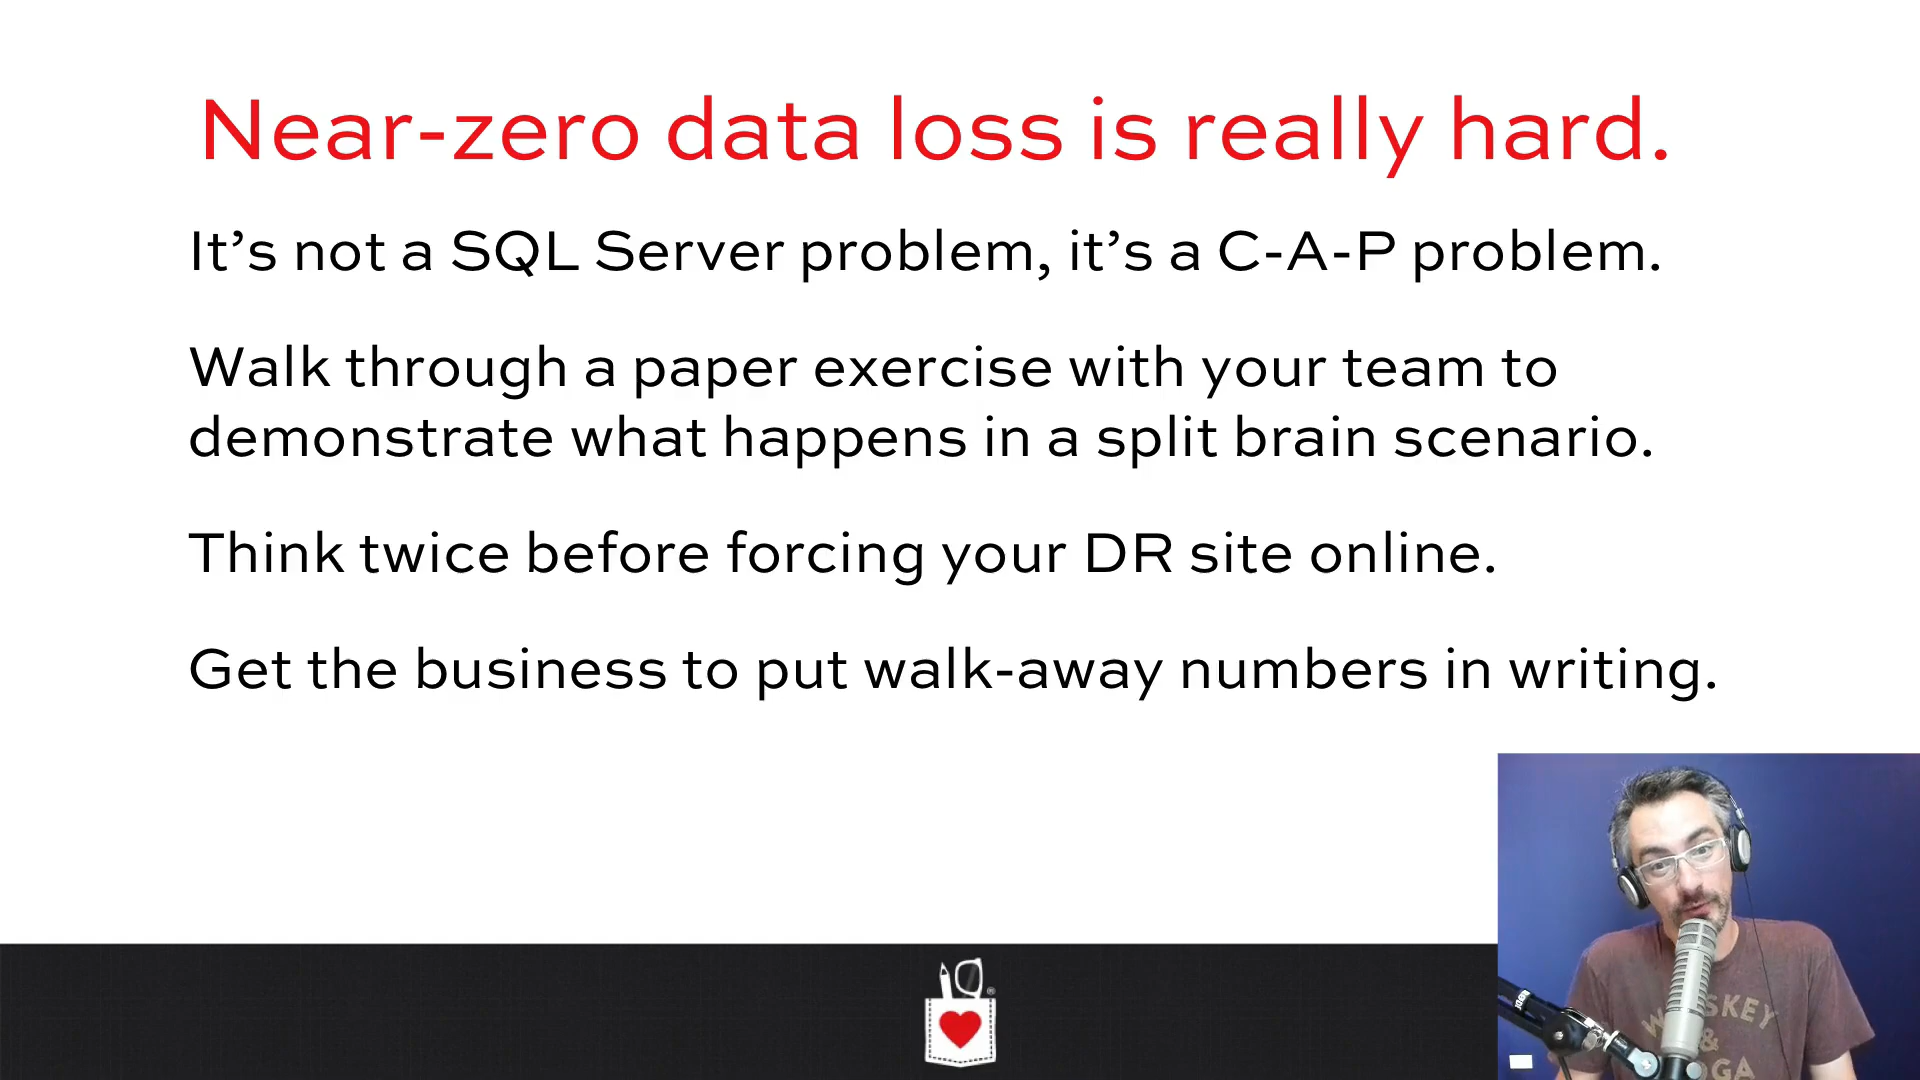 Near-zero data loss is really hard.
It’s not a SQL Server problem, it’s a C-A-P problem.
Walk through a paper exercise with your team to
demonstrate what happens in a split brain scenario.
Think twice before forcing your DR site online.
Get the business to put walk-away numbers in writing.
®
&